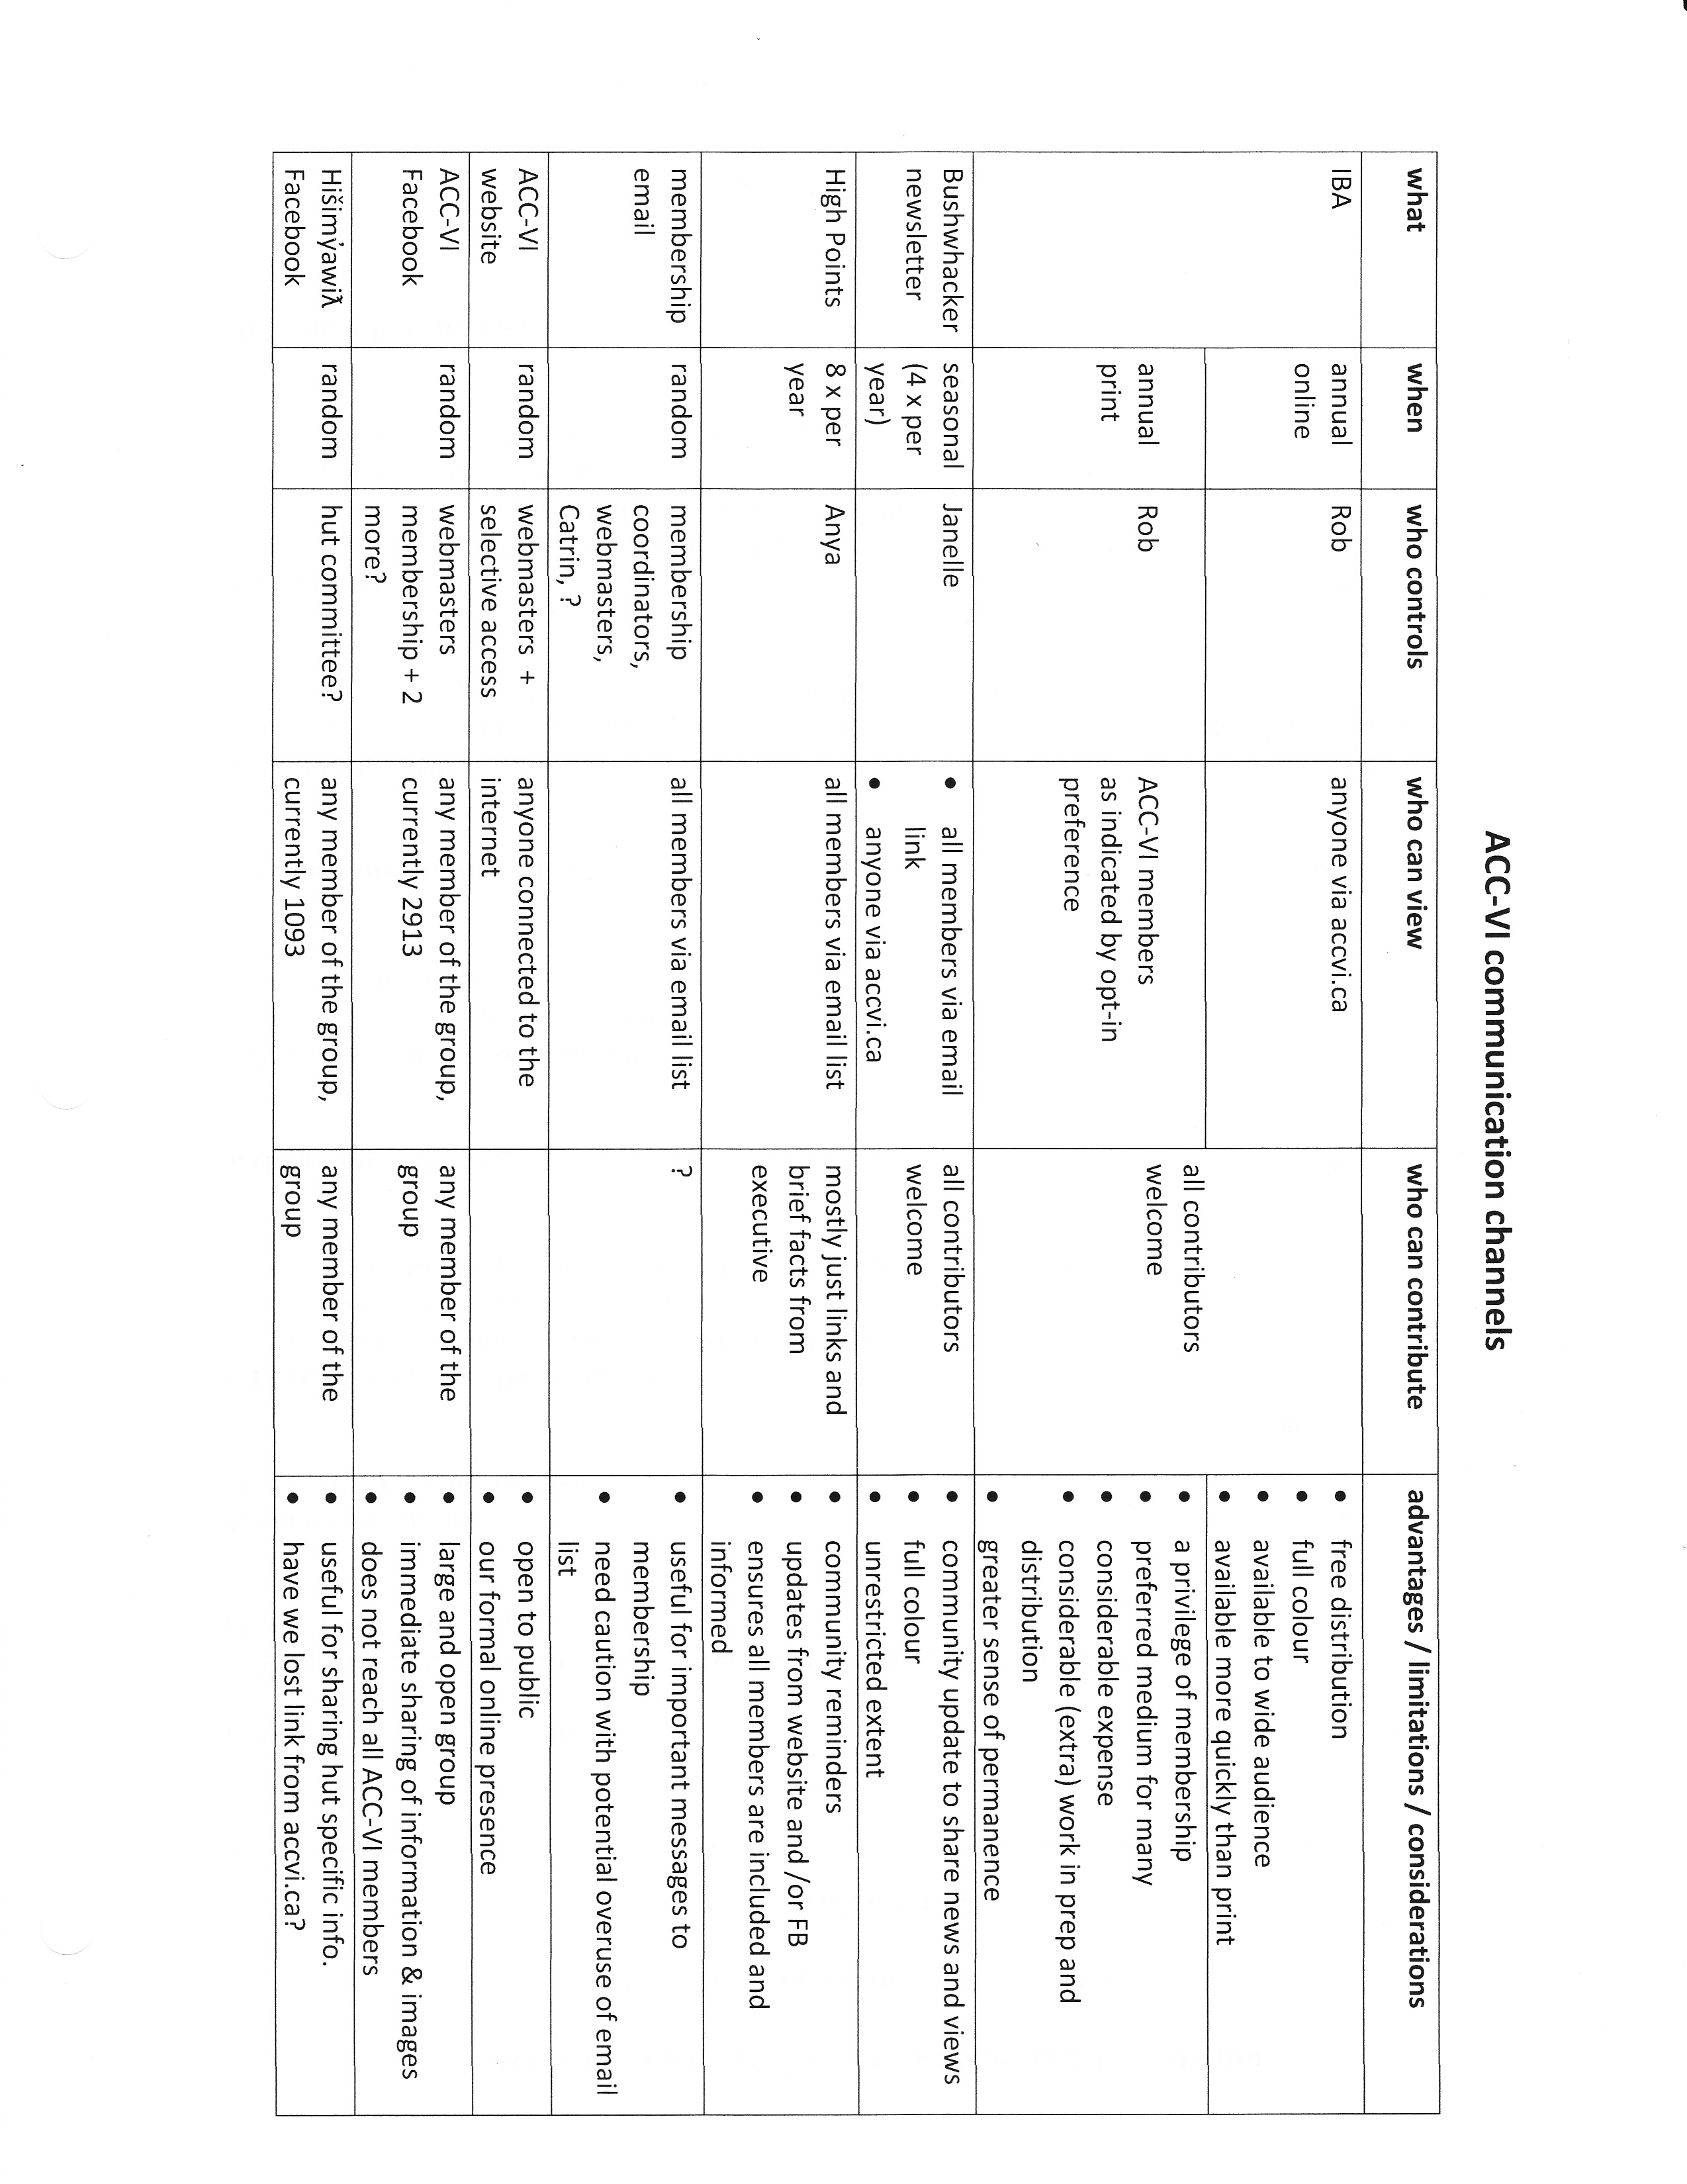 ACC-VI communication channels
what
when
who controls
who can view
who can contribute
advantages / limitations / considerations
IBA
annual
online
Rob
anyone via accvi.ca
all contributors
welcome
• free distribution
• full colour
• available to wide audience
• available more quickly than print
annual
print
Rob
ACC-VI members
as indicated by opt-in
preference
• a privilege of membership
• preferred medium for many
• considerable expense
• considerable (extra) work in prep and
distribution
• greater sense of permanence
Bushwhacker
newsletter
seasonal
(4 x per
year)
Janelle
• all members via email
link
• anyone via accvi.ca
all contributors
welcome
• community update to share news and views
• full colour
• unrestricted extent
High Points
8 x per
year
Anya
all members via email list
mostly just links and
brief facts from
executive
• community reminders
• updates from website and /or FB
• ensures all members are included and
informed
membership
email
random
membership
coordinators,
webmasters,
Catrin, ?
all members via email list
?
• useful for important messages to
membership
• need caution with potential overuse of email
list
ACC-VI
website
random
webmasters +
selective access
anyone connected to the
internet
• open to public
• our formal online presence
ACC-VI
Facebook
random
webmasters
membership + 2
more?
any member of the group,
currently 2913
any member of the
group
• large and open group
• immediate sharing of information & images
• does not reach all ACC-VI members
Hišimy̓awiƛ
Facebook
random
hut committee?
any member of the group,
currently 1093
any member of the
group
• useful for sharing hut specific info.
• have we lost link from accvi.ca?